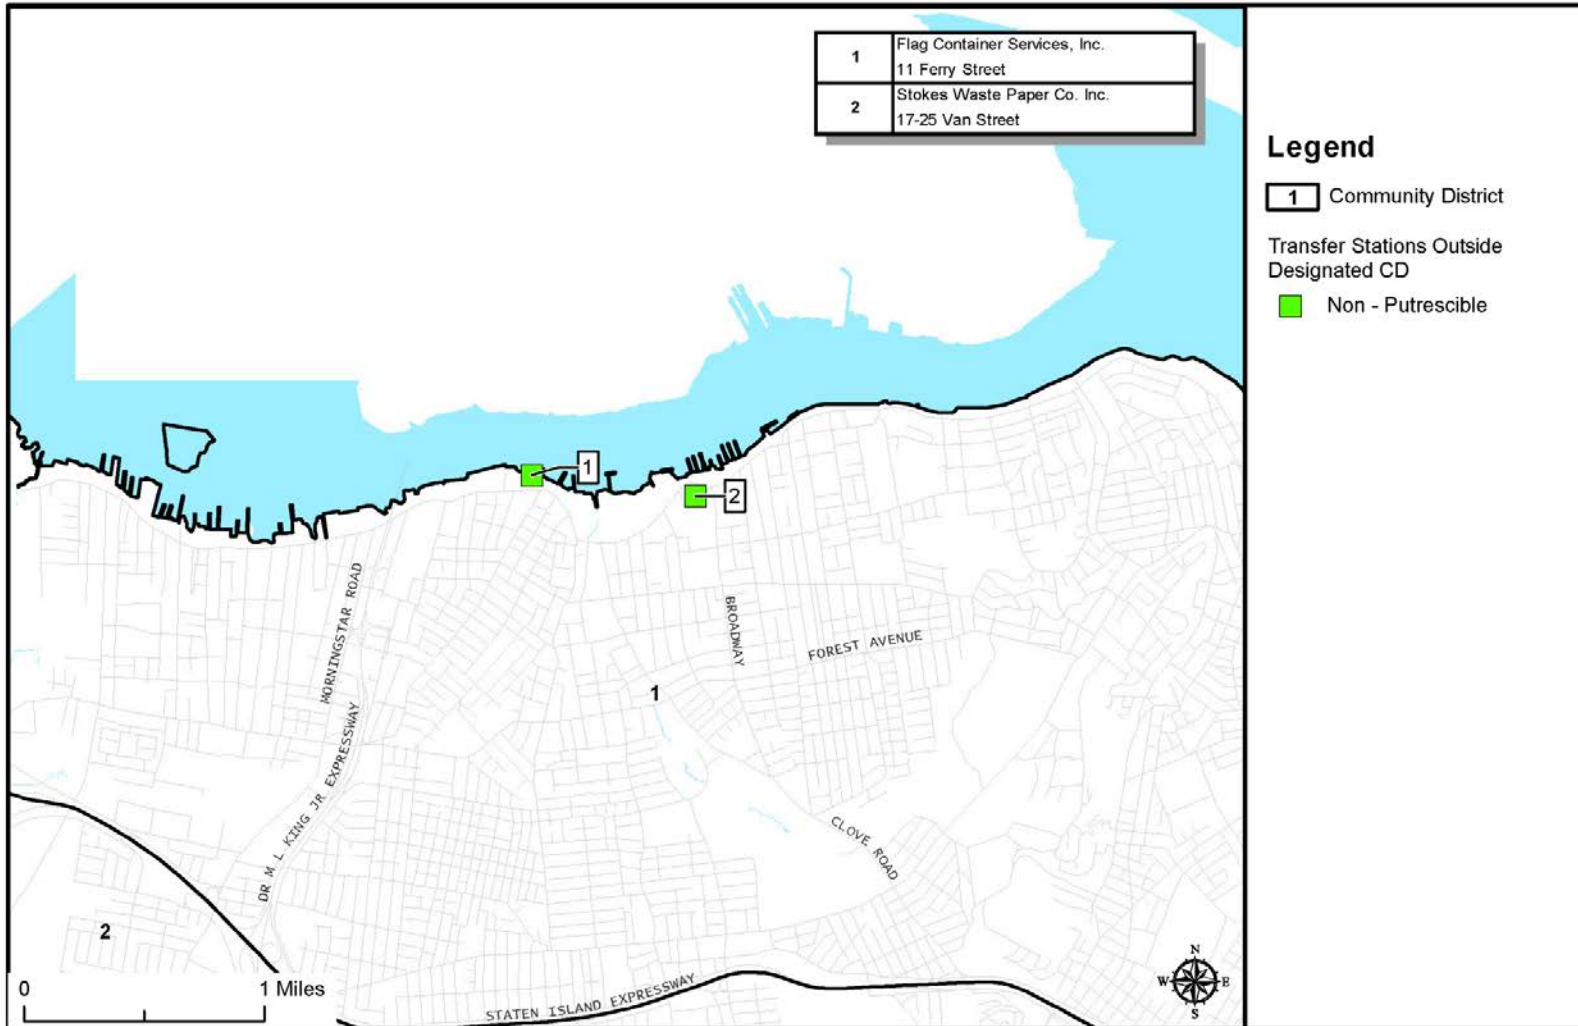 1
Flag Container Services, Inc.
11 Ferry Street
2
Stokes Waste Paper Co. Inc.
17-25 Van Street
Legend
1 Community District
Transfer Stations Outside
Designated CD
Non - Putrescible
1
2
MORNINGSTAR ROAD
BROADWAY
FOREST AVENUE
1
DR M L KING JR EXPRESSWAY
CLOVE ROAD
2
N
W E
S
0 1 Miles
STATEN ISLAND EXPRESSWAY